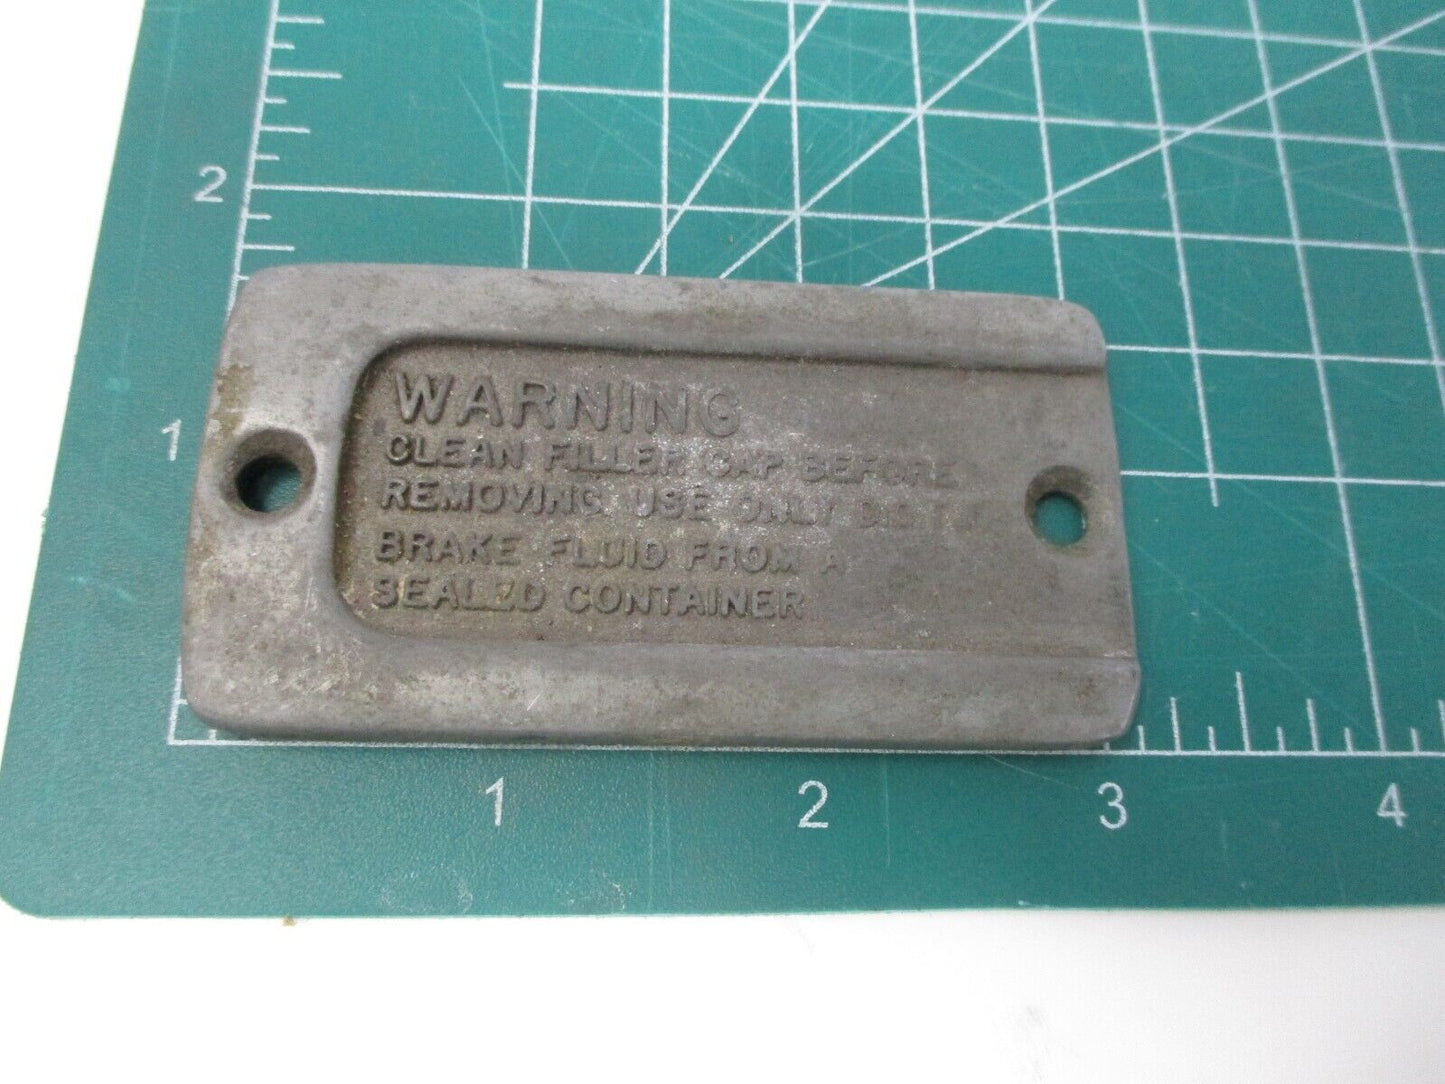 2
1
WARNING
CLEAN FILLER CAP BEFORE
REMOVING USE ONLY D.O.T
BRAKE FLUID FROM A
SEALED CONTAINER
1 2 3 4